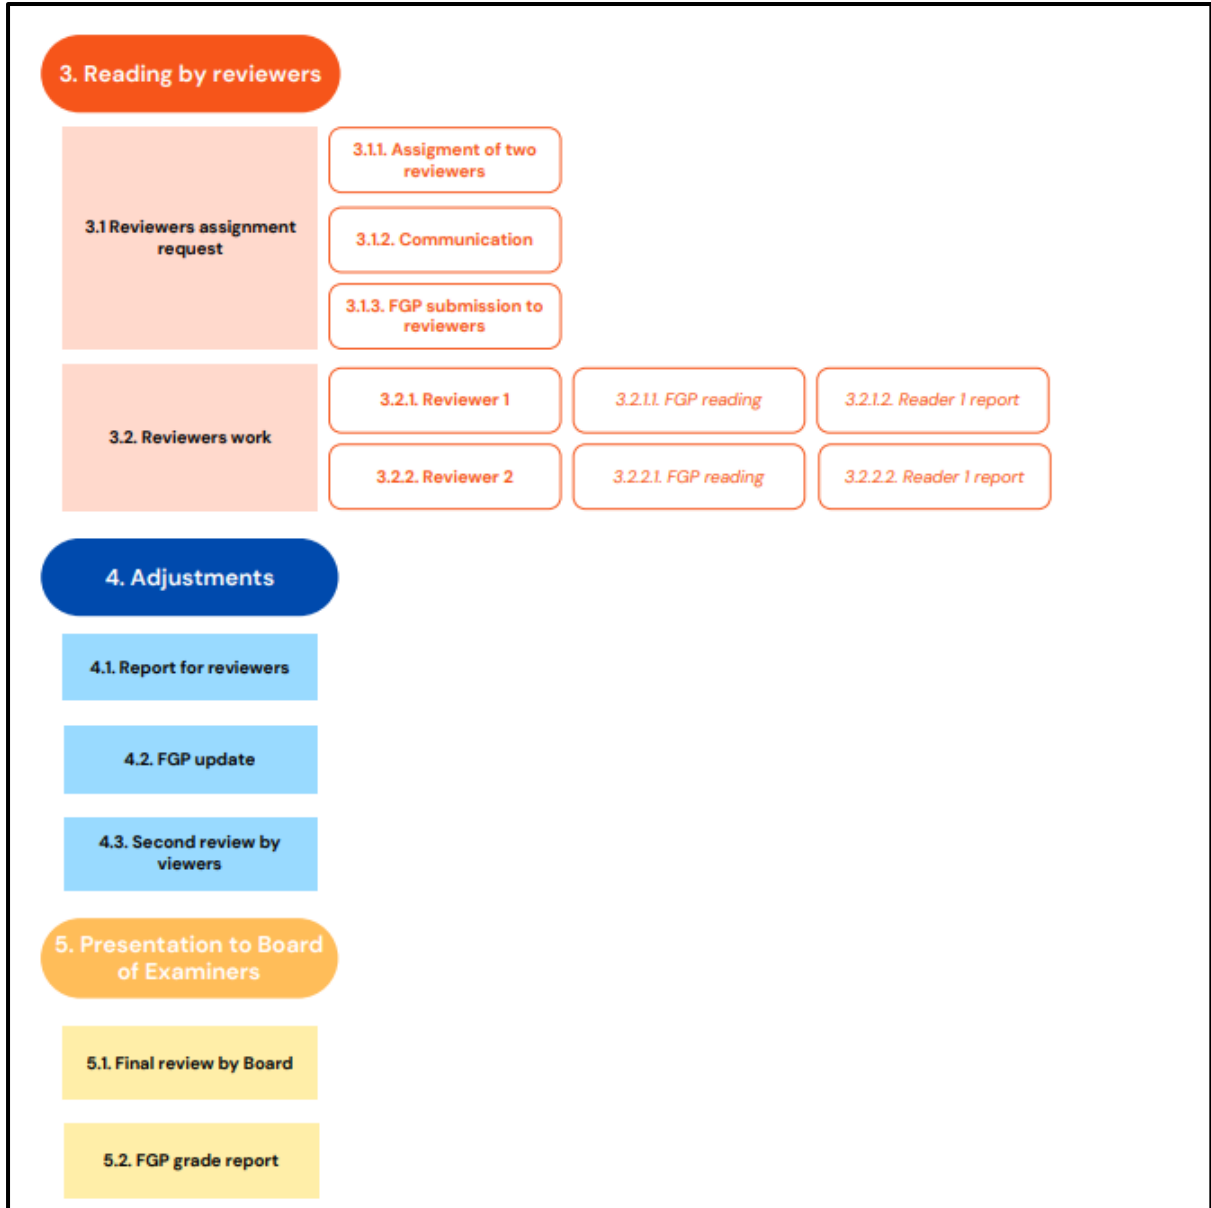 3. Reading by reviewers
3.1 Reviewers assignment
request
3.1.1. Assigment of two
reviewers
3.1.2. Communication
3.1.3. FGP submission to
reviewers
3.2. Reviewers work
3.2.1. Reviewer 1
3.2.1.1. FGP reading
3.2.1.2. Reader 1 report
3.2.2. Reviewer 2
3.2.2.1. FGP reading
3.2.2.2. Reader 1 report
4. Adjustments
4.1. Report for reviewers
4.2. FGP update
4.3. Second review by
viewers
5. Presentation to Board
of Examiners
5.1. Final review by Board
5.2. FGP grade report